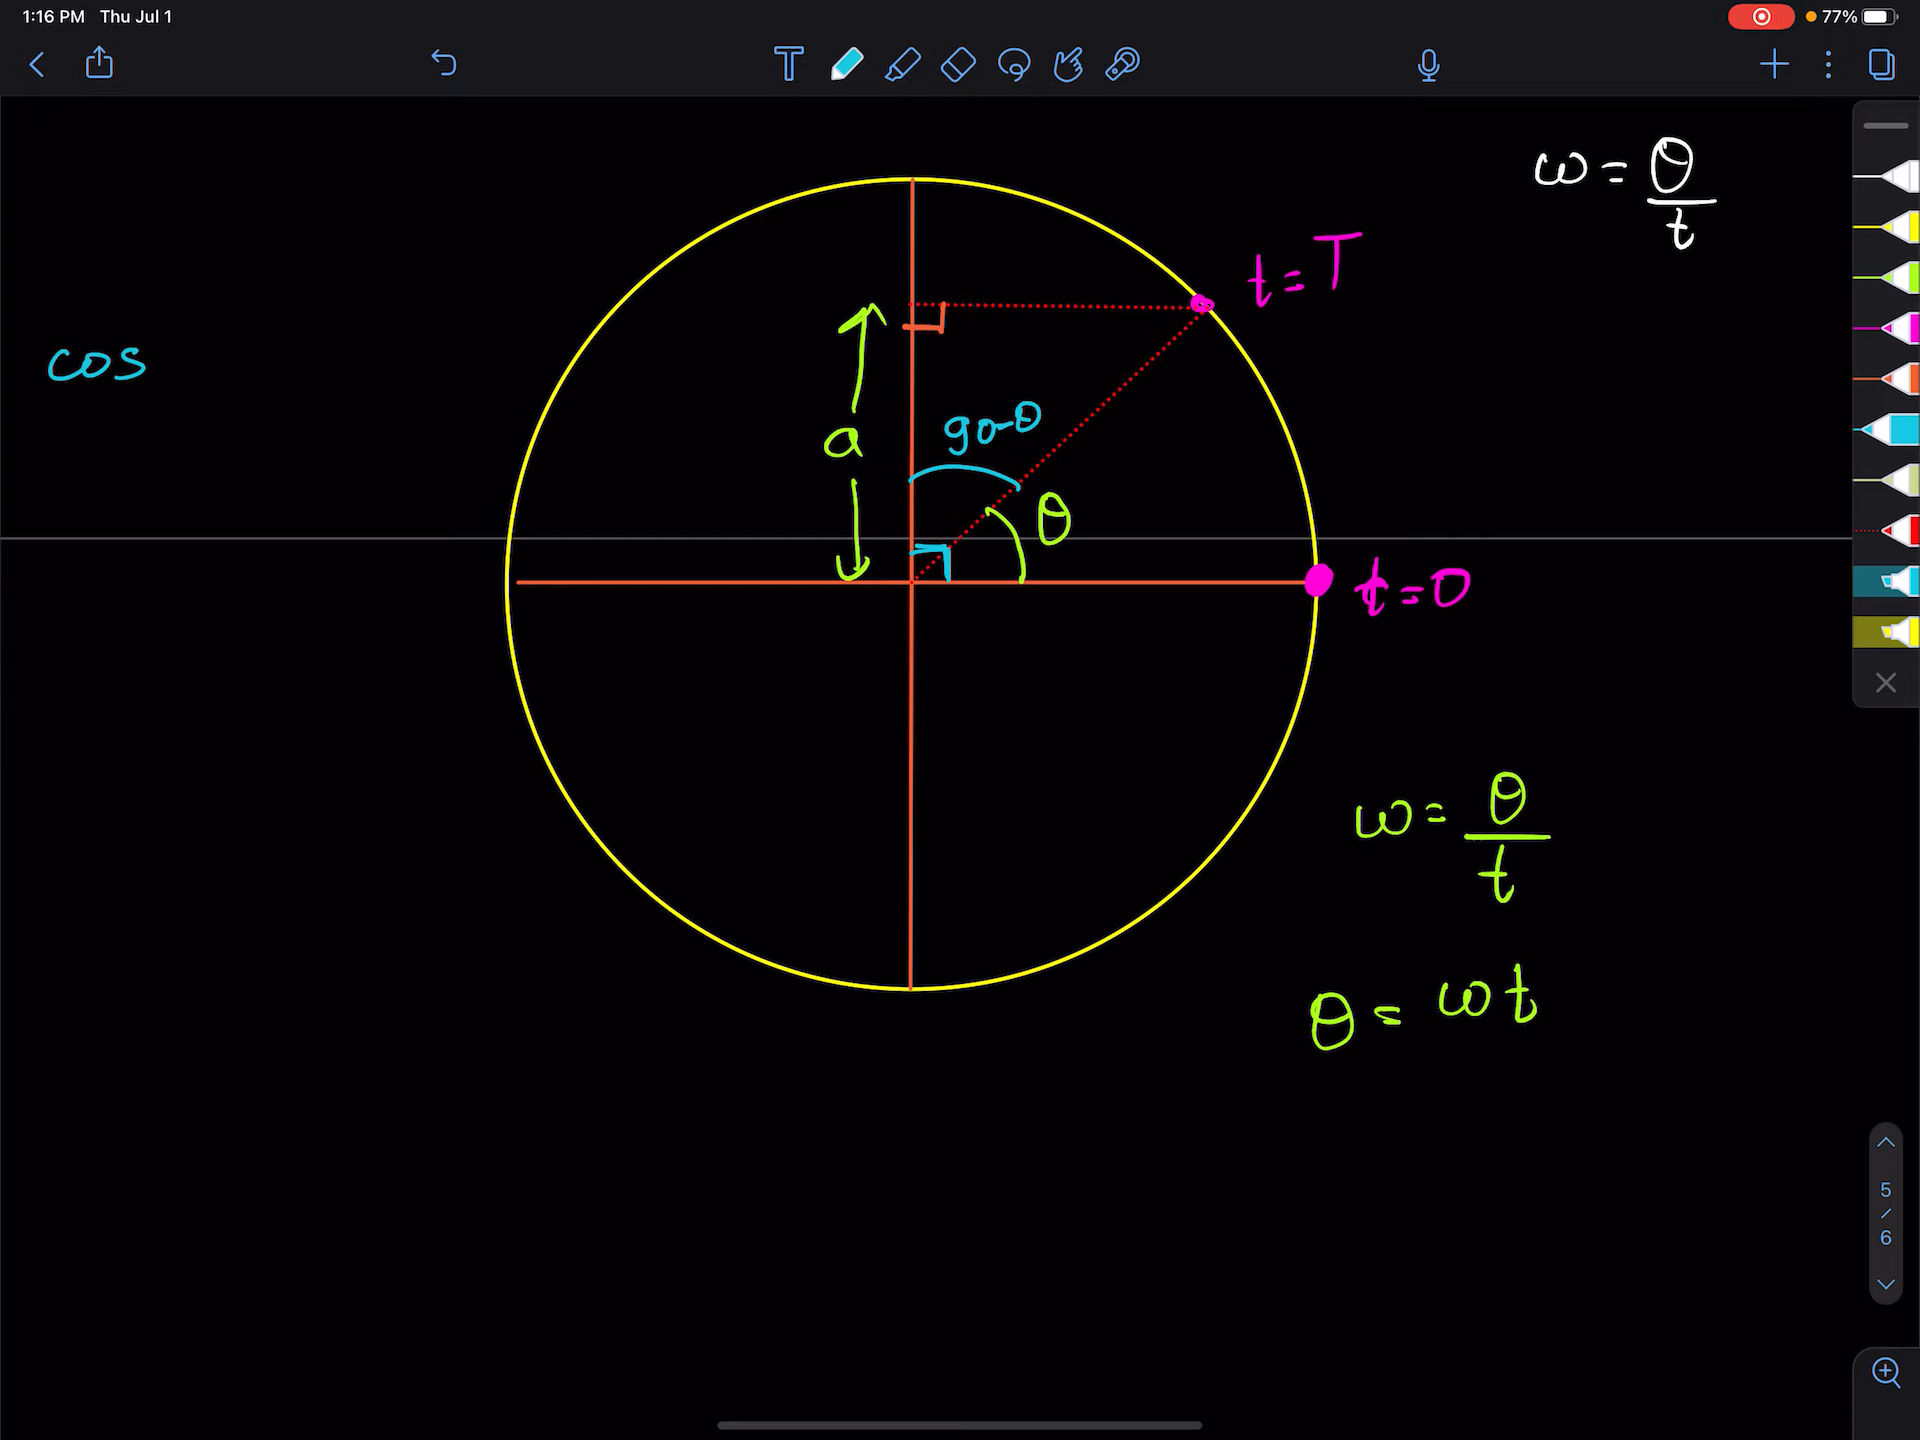 1:16 PM Thu Jul 1
77%
T
ω = θ/t
t = T
cos
a
90-θ
θ
t = 0
ω = θ/t
θ = ωt
5
/
6